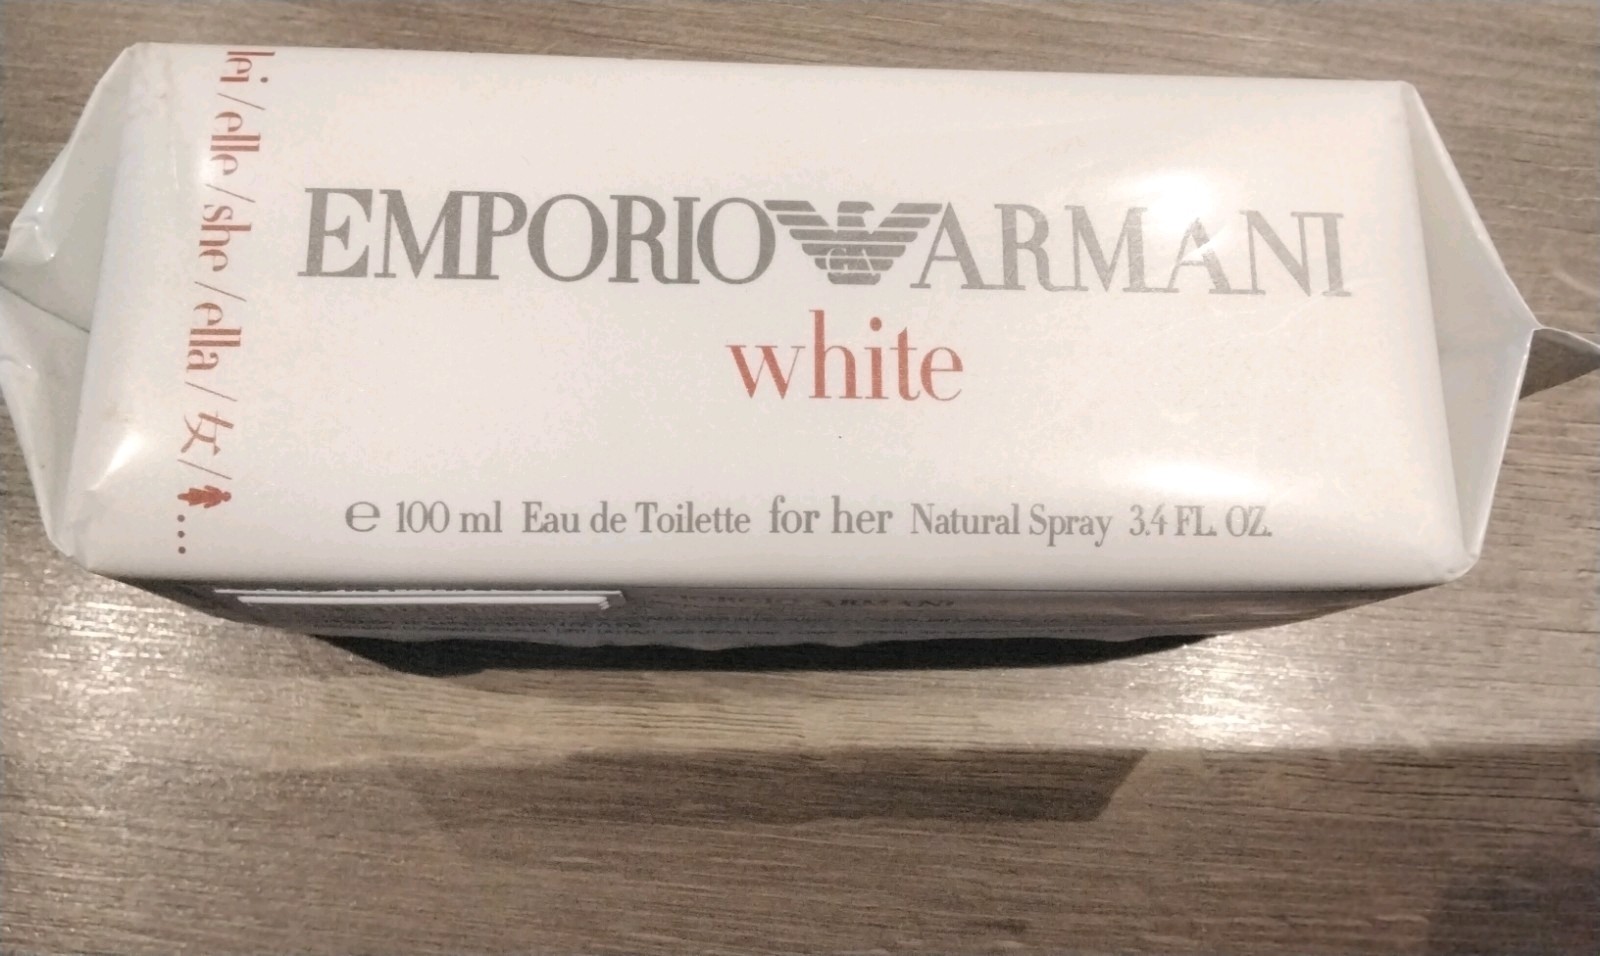 lei/elle/she/ella/女/...
EMPORIO ARMANI
white
e 100 ml Eau de Toilette for her Natural Spray 3.4 FL. OZ.
ARMANI